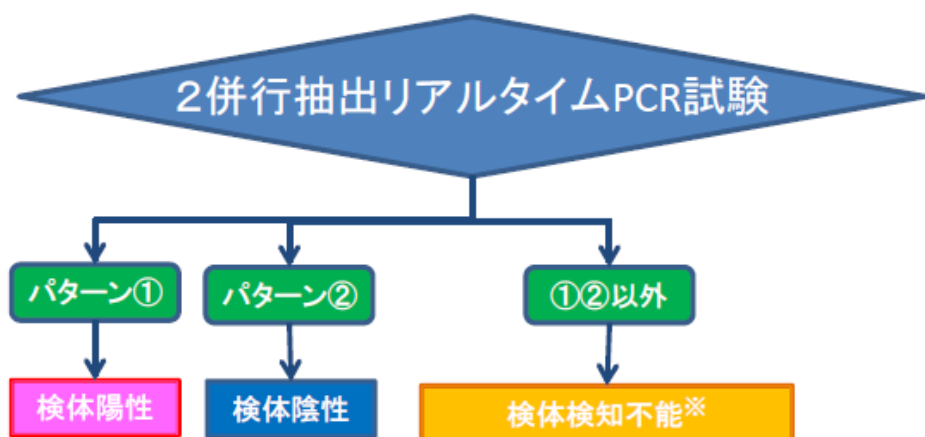 ２併行抽出リアルタイムPCR試験
パターン①
パターン②
①②以外
検体陽性
検体陰性
検体検知不能※